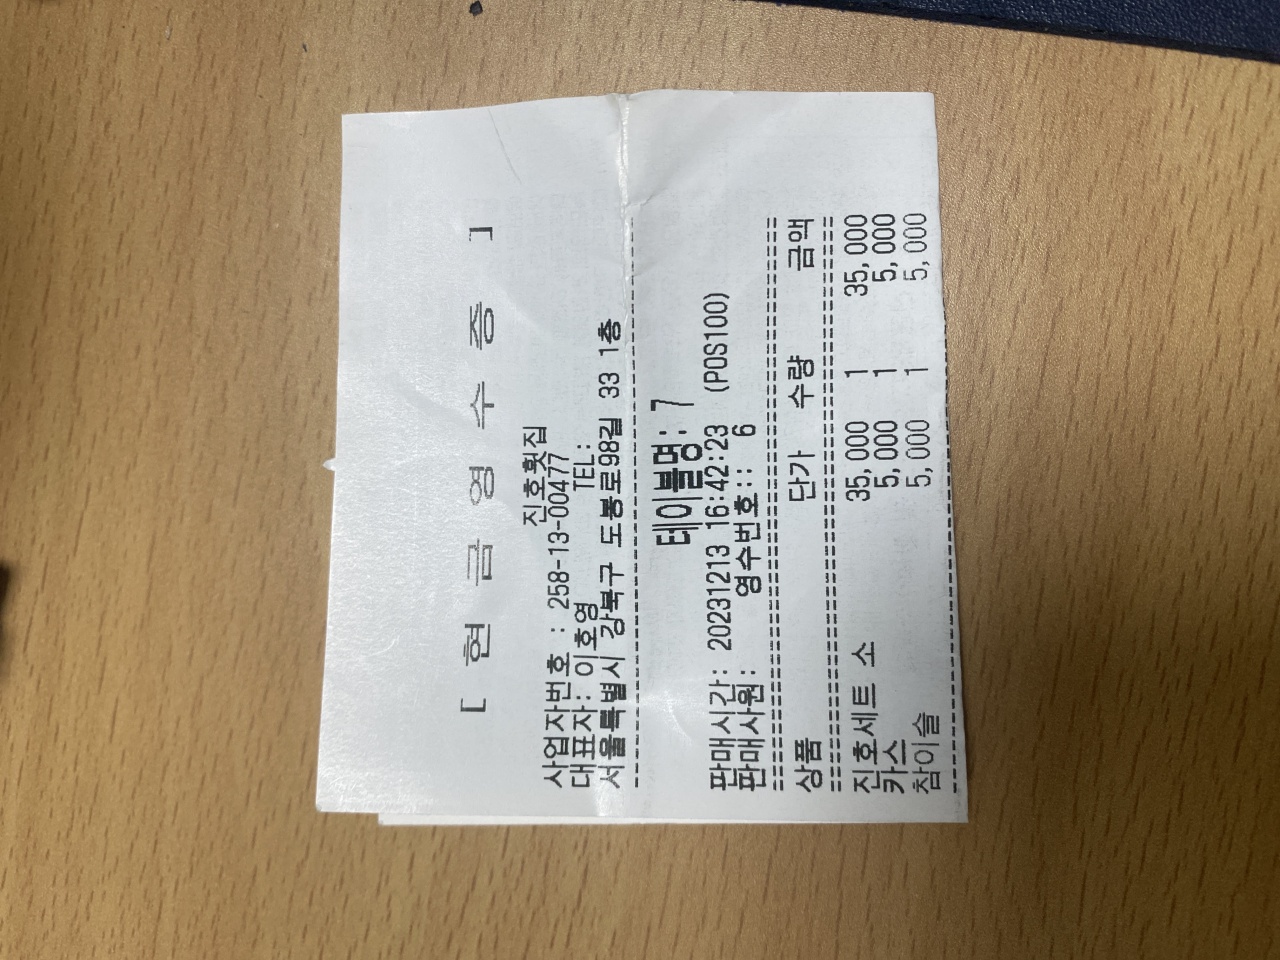 [ 현 금 영 수 증 ]
진호횟집
사업자번호 : 258-13-00477
대표자: 이호영 TEL:
서울특별시 강북구 도봉로98길 33 1층
테이블명: 7
판매시간: 20231213 16:42:23 (POS100)
판매사원: 영수번호:: 6
상품 단가 수량 금액
진호세트 소 35,000 1 35,000
카스 5,000 1 5,000
참이슬 5,000 1 5,000